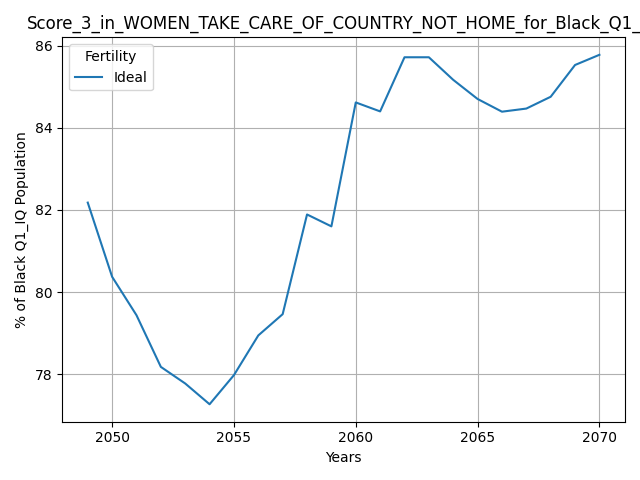 Score_3_in_WOMEN_TAKE_CARE_OF_COUNTRY_NOT_HOME_for_Black_Q1_
86
84
82
80
78
% of Black Q1_IQ Population
Fertility
Ideal
2050 2055 2060 2065 2070
Years